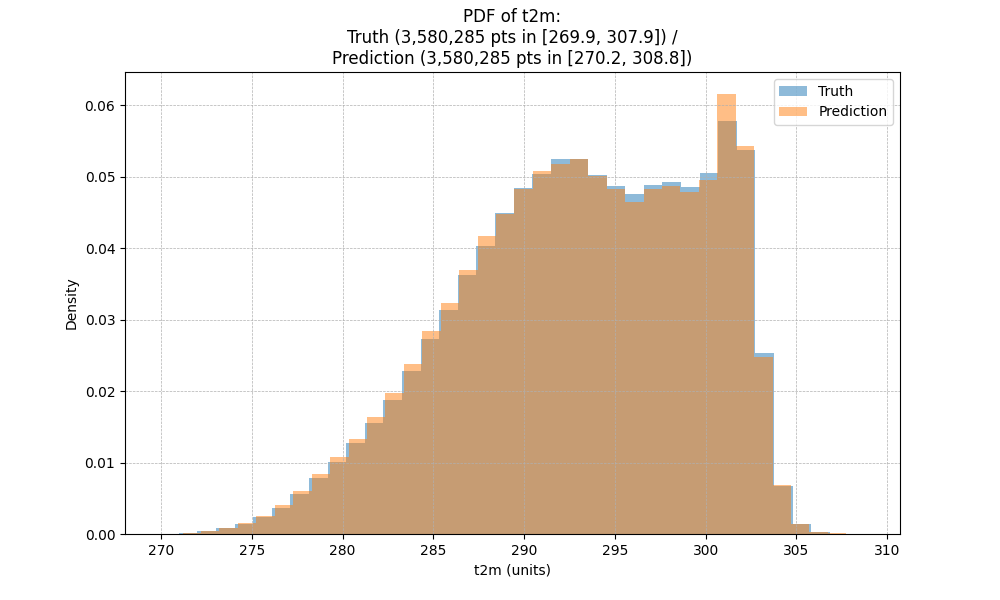 PDF of t2m:
Truth (3,580,285 pts in [269.9, 307.9]) /
Prediction (3,580,285 pts in [270.2, 308.8])
Truth
Prediction
Density
0.06
0.05
0.04
0.03
0.02
0.01
0.00
270 275 280 285 290 295 300 305 310
t2m (units)